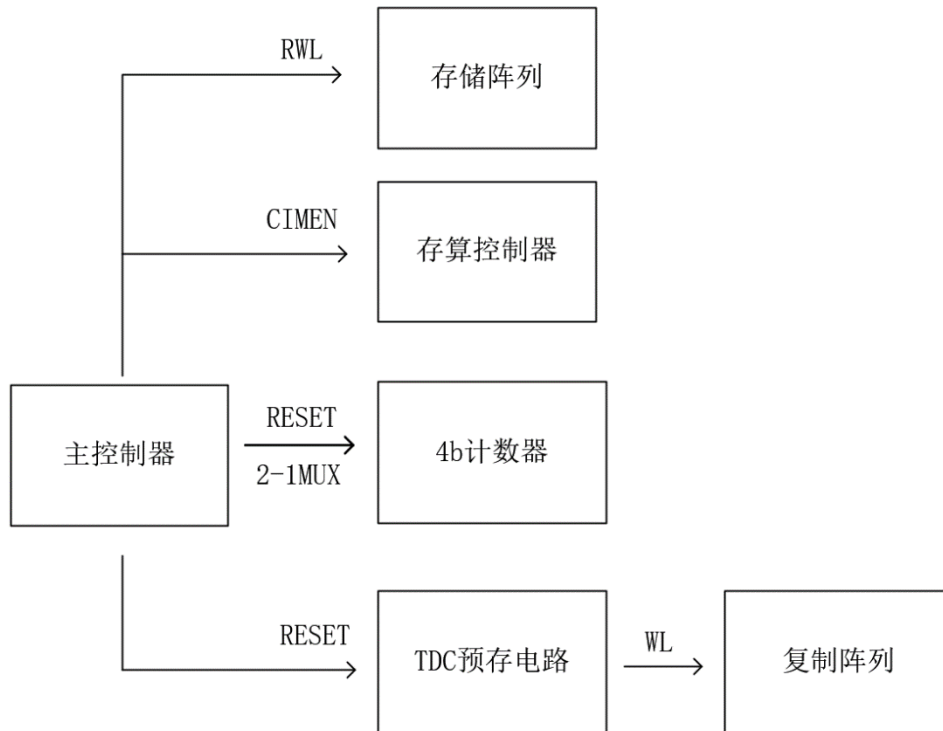 RWL
存储阵列
CIMEN
存算控制器
主控制器
RESET
2-1MUX
4b计数器
RESET
TDC预存电路
WL
复制阵列